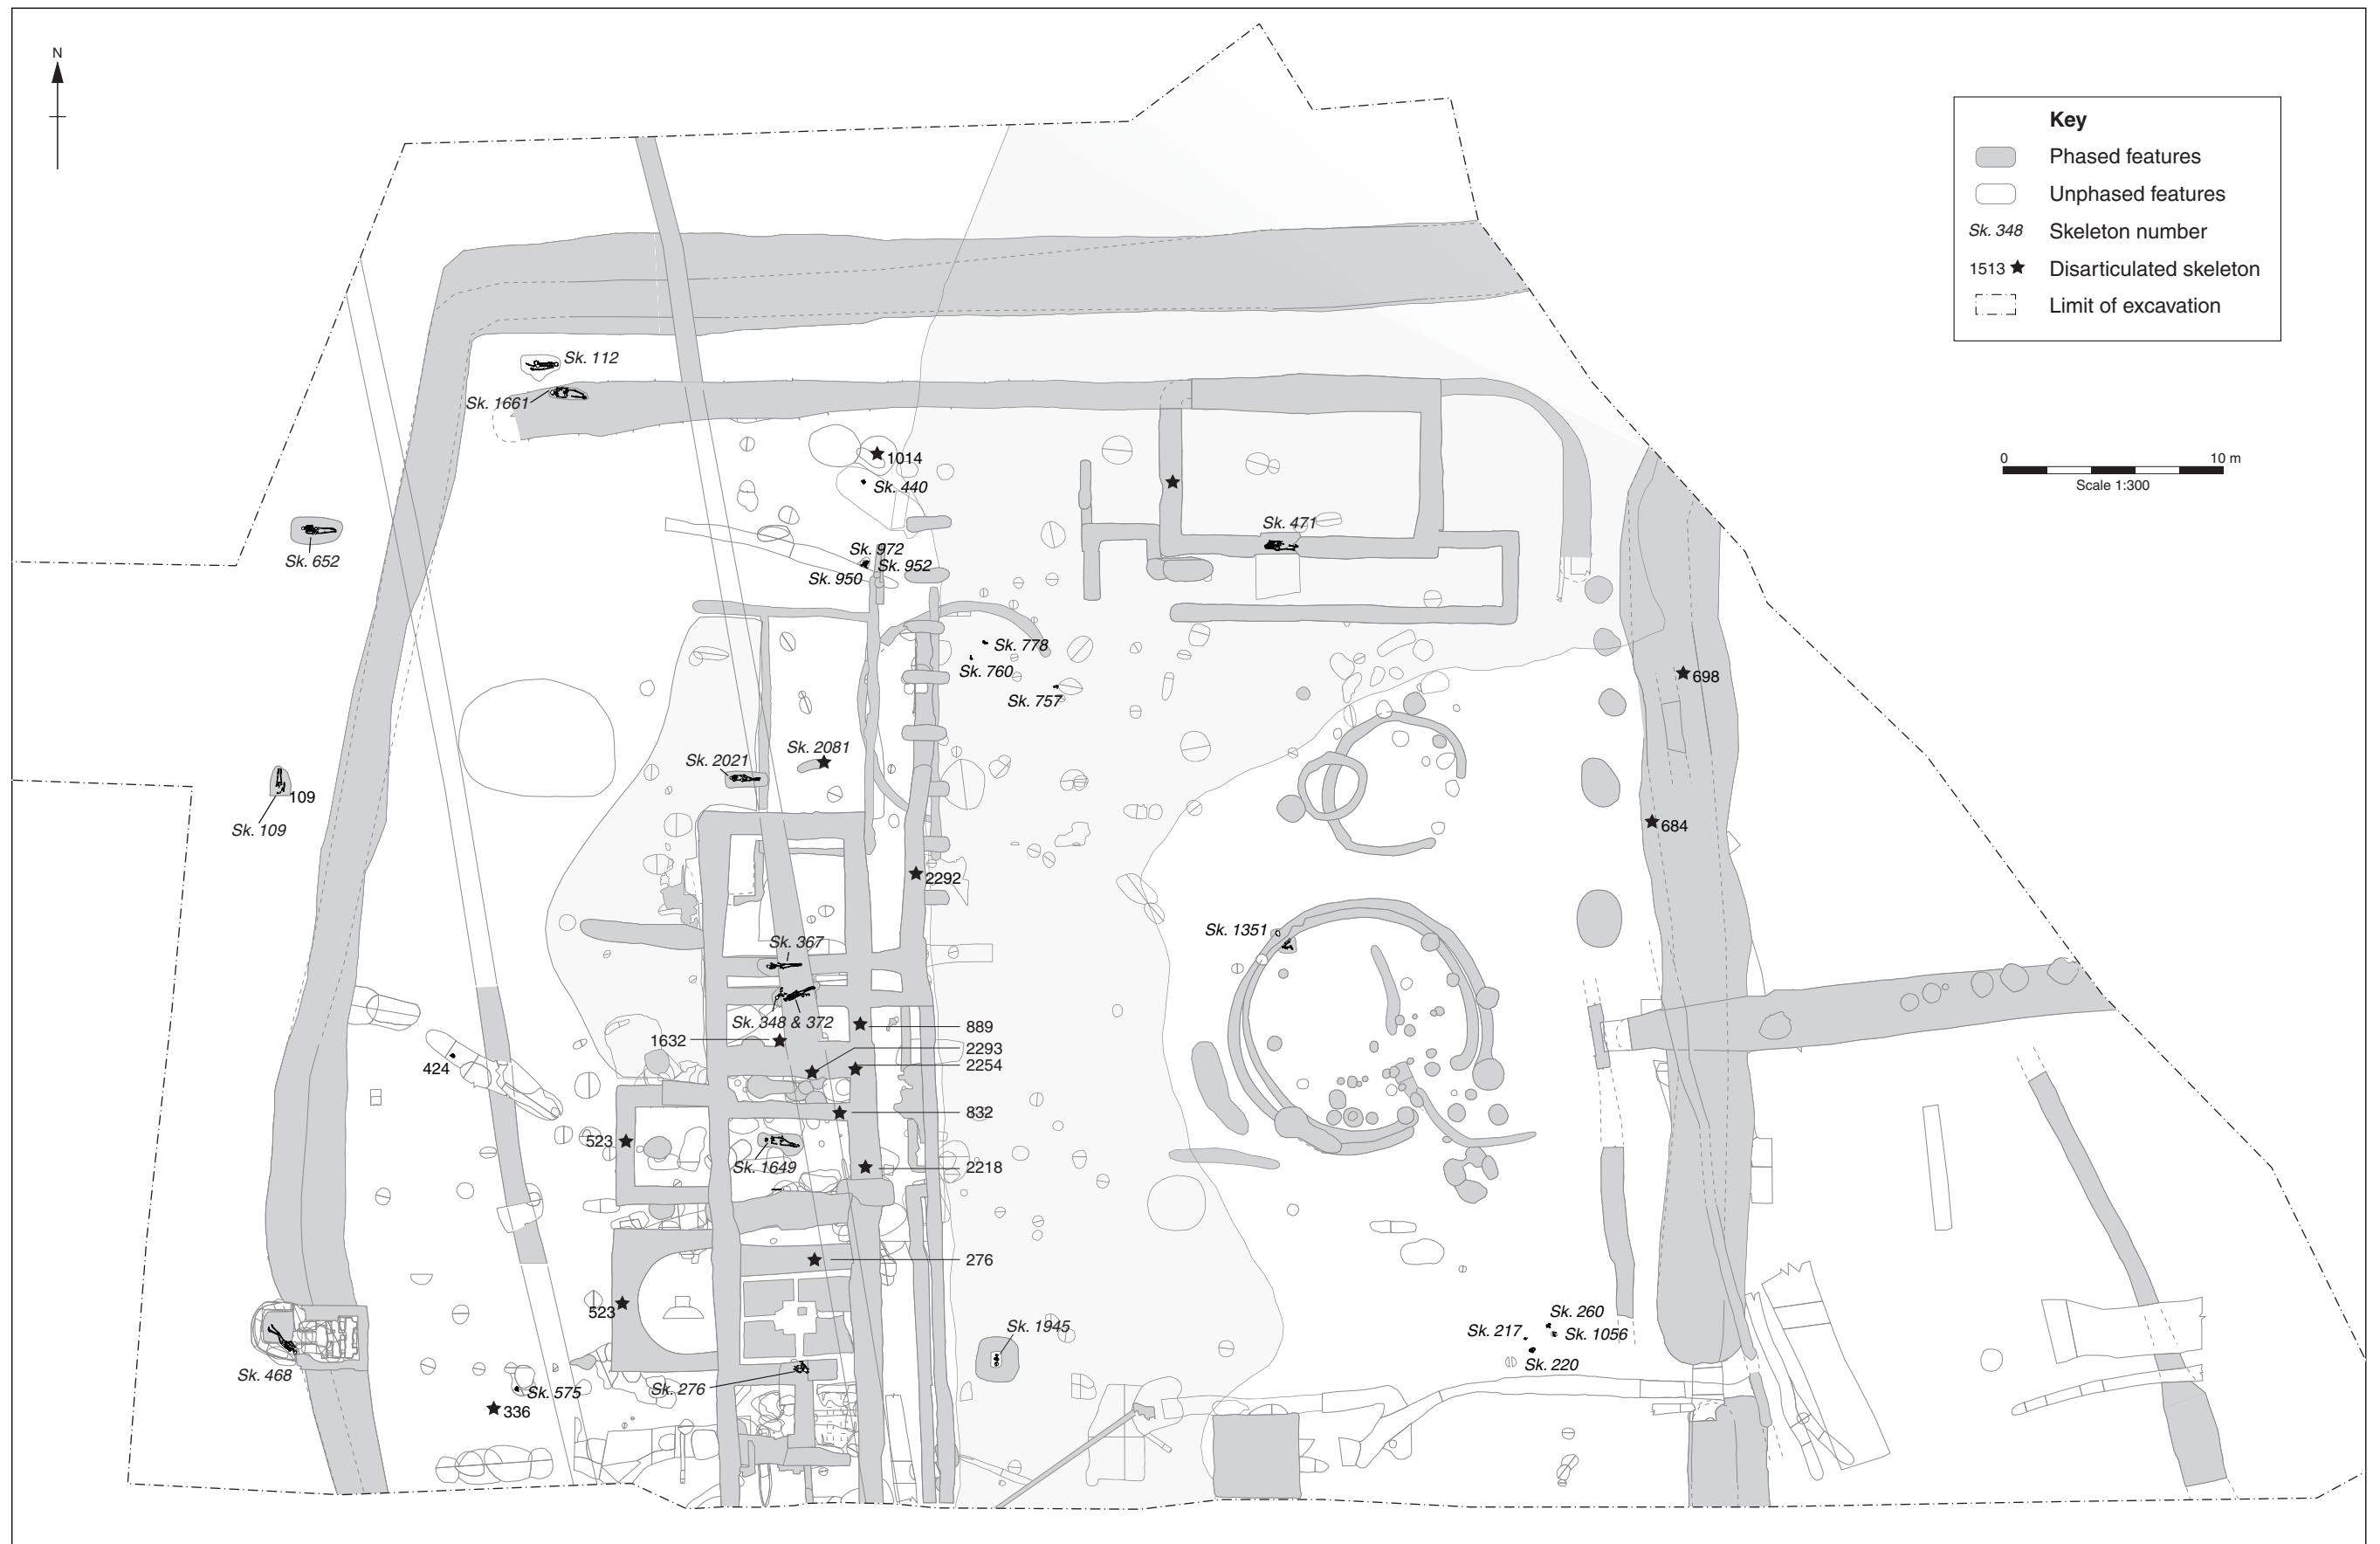 N
Key
Phased features
Unphased features
Sk. 348 Skeleton number
1513 Disarticulated skeleton
Limit of excavation
0 10 m
Scale 1:300
Sk. 112
Sk. 1661
1014
Sk. 440
Sk. 471
Sk. 652
Sk. 972
Sk. 952
Sk. 950
Sk. 778
Sk. 760
Sk. 757
698
Sk. 2081
Sk. 2021
109
Sk. 109
684
2292
Sk. 1351
Sk. 367
Sk. 348 & 372
889
1632
2293
2254
424
832
523
Sk. 1649
2218
276
523
Sk. 260
Sk. 217
Sk. 1056
Sk. 220
Sk. 1945
Sk. 468
Sk. 276
Sk. 575
336